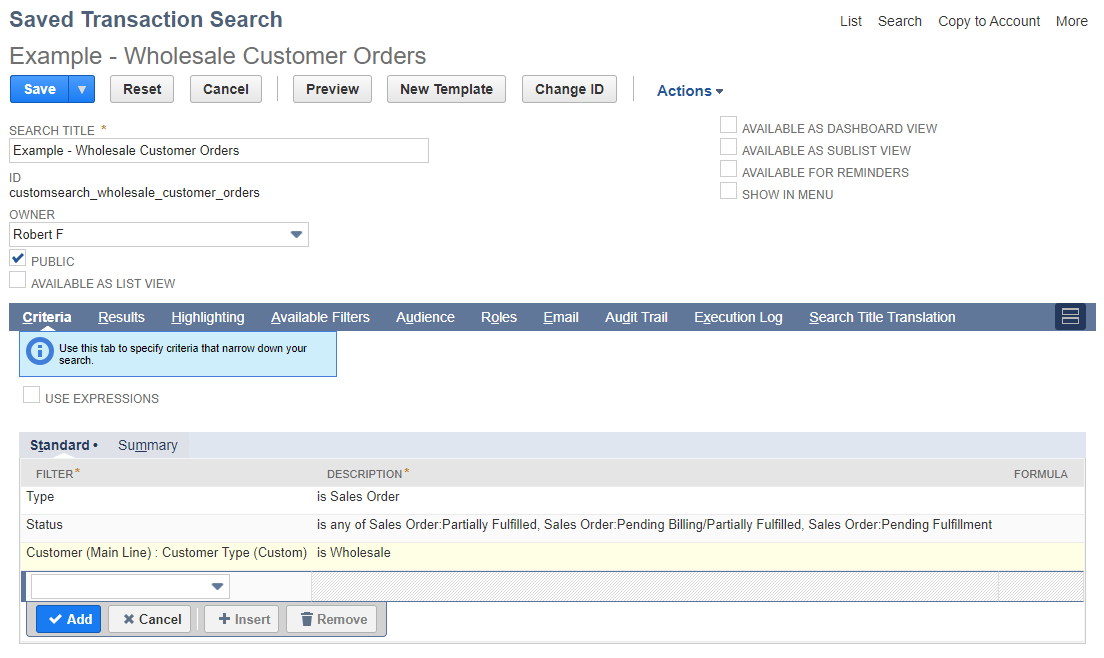 Saved Transaction Search
List Search Copy to Account More
Example - Wholesale Customer Orders
Save Reset Cancel Preview New Template Change ID Actions
SEARCH TITLE *
Example - Wholesale Customer Orders
ID
customsearch_wholesale_customer_orders
OWNER
Robert F
PUBLIC
AVAILABLE AS LIST VIEW
AVAILABLE AS DASHBOARD VIEW
AVAILABLE AS SUBLIST VIEW
AVAILABLE FOR REMINDERS
SHOW IN MENU
Criteria Results Highlighting Available Filters Audience Roles Email Audit Trail Execution Log Search Title Translation
Use this tab to specify criteria that narrow down your
search.
USE EXPRESSIONS
Standard • Summary
FILTER * DESCRIPTION * FORMULA
Type is Sales Order
Status is any of Sales Order:Partially Fulfilled, Sales Order:Pending Billing/Partially Fulfilled, Sales Order:Pending Fulfillment
Customer (Main Line) : Customer Type (Custom) is Wholesale
Add Cancel Insert Remove